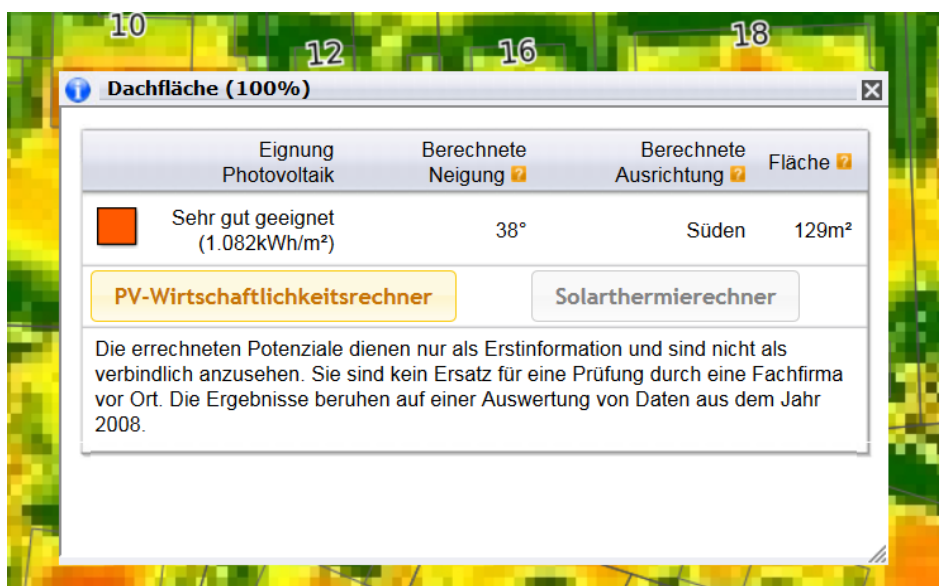 10
12
16
18
Dachfläche (100%)
Eignung Photovoltaik
Berechnete Neigung ?
Berechnete Ausrichtung ?
Fläche ?
Sehr gut geeignet (1.082kWh/m²)
38°
Süden
129m²
PV-Wirtschaftlichkeitsrechner
Solarthermierechner
Die errechneten Potenziale dienen nur als Erstinformation und sind nicht als
verbindlich anzusehen. Sie sind kein Ersatz für eine Prüfung durch eine Fachfirma
vor Ort. Die Ergebnisse beruhen auf einer Auswertung von Daten aus dem Jahr
2008.